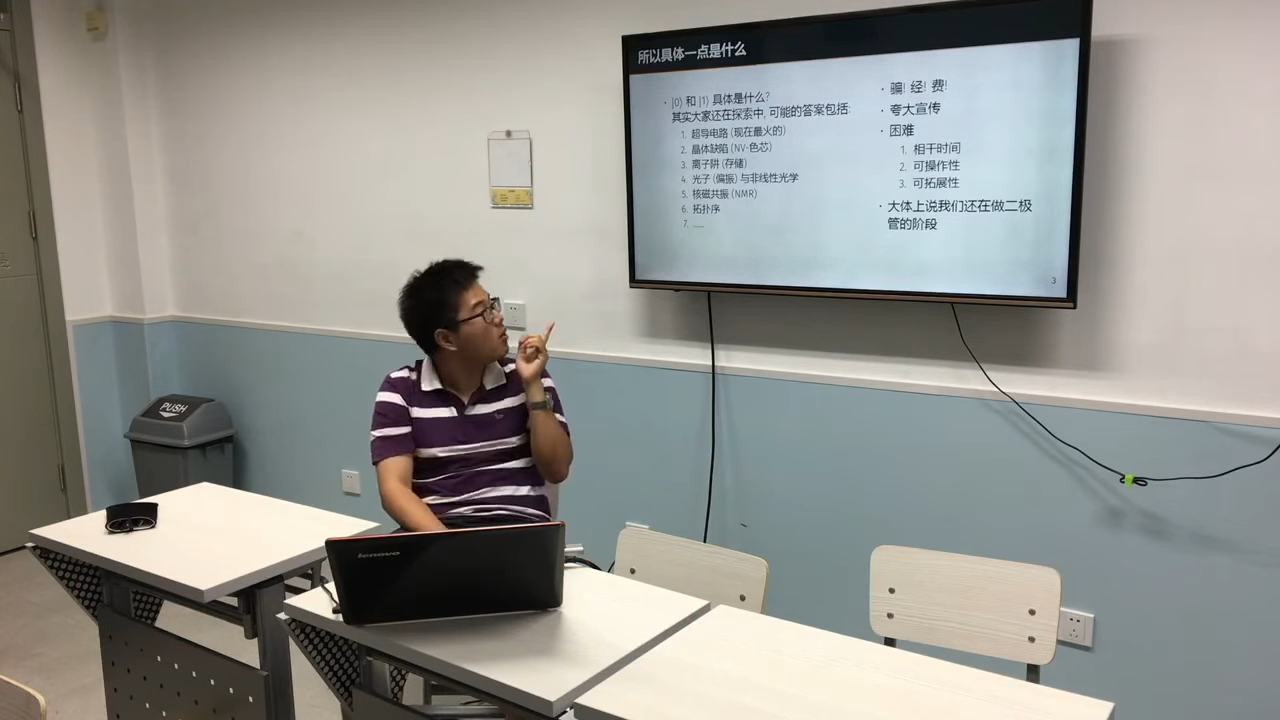 所以具体一点是什么
• |0⟩ 和 |1⟩ 具体是什么?
其实大家还在探索中, 可能的答案包括:
1. 超导电路 (现在最火的)
2. 晶体缺陷 (NV-色芯)
3. 离子阱 (存储)
4. 光子 (偏振) 与非线性光学
5. 核磁共振 (NMR)
6. 拓扑序
7. ......
• 骗! 经! 费!
• 夸大宣传
• 困难
1. 相干时间
2. 可操作性
3. 可拓展性
• 大体上说我们还在做二极
管的阶段
3
PUSH
lenovo